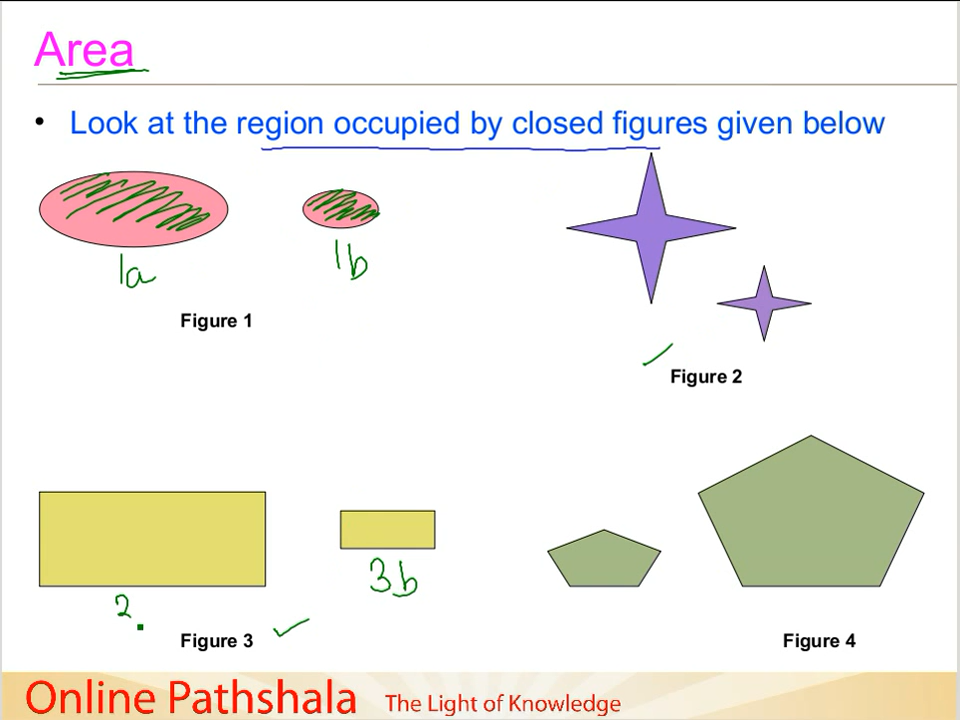 Area
• Look at the region occupied by closed figures given below
1a
1b
Figure 1
Figure 2
3b
Figure 3
Figure 4
Online Pathshala The Light of Knowledge